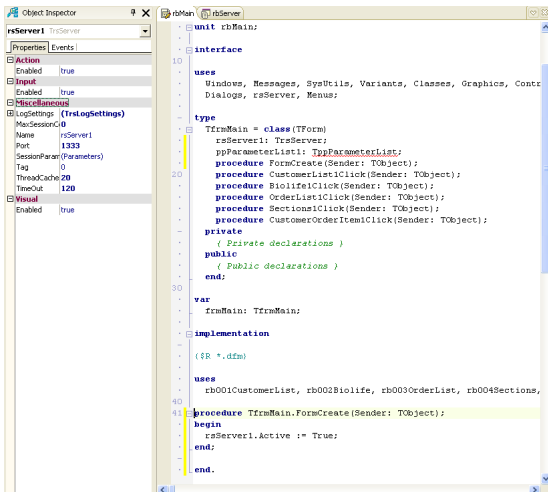 Object Inspector
rsServer1 TrsServer
Properties Events
Action
Enabled true
Input
Enabled true
Miscellaneous
LogSettings (TrsLogSettings)
MaxSessionC 0
Name rsServer1
Port 1333
SessionParam (Parameters)
Tag 0
ThreadCache 20
TimeOut 120
Visual
Enabled true
rbMain rbServer
unit rbMain;
interface
10
uses
Windows, Messages, SysUtils, Variants, Classes, Graphics, Contr
Dialogs, rsServer, Menus;
type
TfrmMain = class(TForm)
rsServer1: TrsServer;
ppParameterList1: TppParameterList;
procedure FormCreate(Sender: TObject);
20 procedure CustomerList1Click(Sender: TObject);
procedure Biolife1Click(Sender: TObject);
procedure OrderList1Click(Sender: TObject);
procedure Sections1Click(Sender: TObject);
procedure CustomerOrderItem1Click(Sender: TObject);
private
{ Private declarations }
public
{ Public declarations }
end;
30
var
frmMain: TfrmMain;
implementation
{$R *.dfm}
uses
rb001CustomerList, rb002Biolife, rb003OrderList, rb004Sections,
40
41 procedure TfrmMain.FormCreate(Sender: TObject);
begin
rsServer1.Active := True;
end;
end.